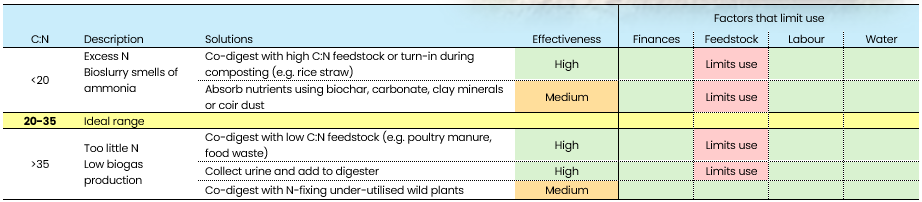 Factors that limit use
C:N Description Solutions Effectiveness Finances Feedstock Labour Water
<20
Excess N
Bioslurry smells of
ammonia
Co-digest with high C:N feedstock or turn-in during
composting (e.g. rice straw)
High
Limits use
Absorb nutrients using biochar, carbonate, clay minerals
or coir dust
Medium
Limits use
20-35 Ideal range
>35
Too little N
Low biogas
production
Co-digest with low C:N feedstock (e.g. poultry manure,
food waste)
High
Limits use
Collect urine and add to digester
High
Limits use
Co-digest with N-fixing under-utilised wild plants
Medium